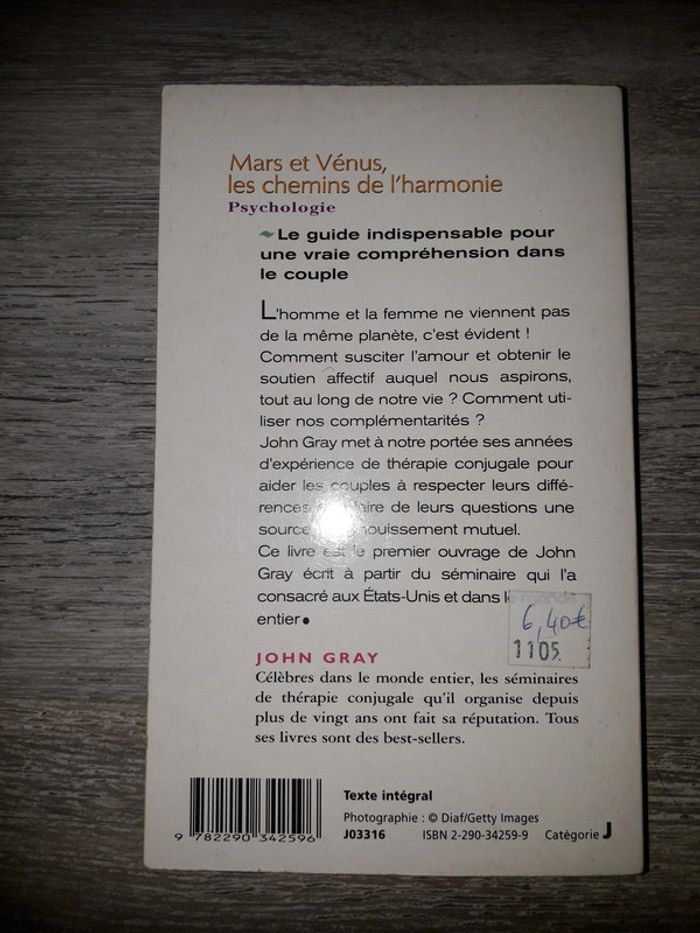 Mars et Vénus,
les chemins de l'harmonie
Psychologie
Le guide indispensable pour
une vraie compréhension dans
le couple
L'homme et la femme ne viennent pas
de la même planète, c'est évident !
Comment susciter l'amour et obtenir le
soutien affectif auquel nous aspirons,
tout au long de notre vie ? Comment uti-
liser nos complémentarités ?
John Gray met à notre portée ses années
d'expérience de thérapie conjugale pour
aider les couples à respecter leurs diffé-
rences faire de leurs questions une
source mutuel.
Ce livre est le premier ouvrage de John
Gray écrit à partir du séminaire qui l'a
consacré aux États-Unis et dans le monde
entier●
6,40€
1105
JOHN GRAY
Célèbres dans le monde entier, les séminaires
de thérapie conjugale qu'il organise depuis
plus de vingt ans ont fait sa réputation. Tous
ses livres sont des best-sellers.
Texte intégral
Photographie : © Diaf/Getty Images
J03316 ISBN 2-290-34259-9 Catégorie J
9 782290 342596